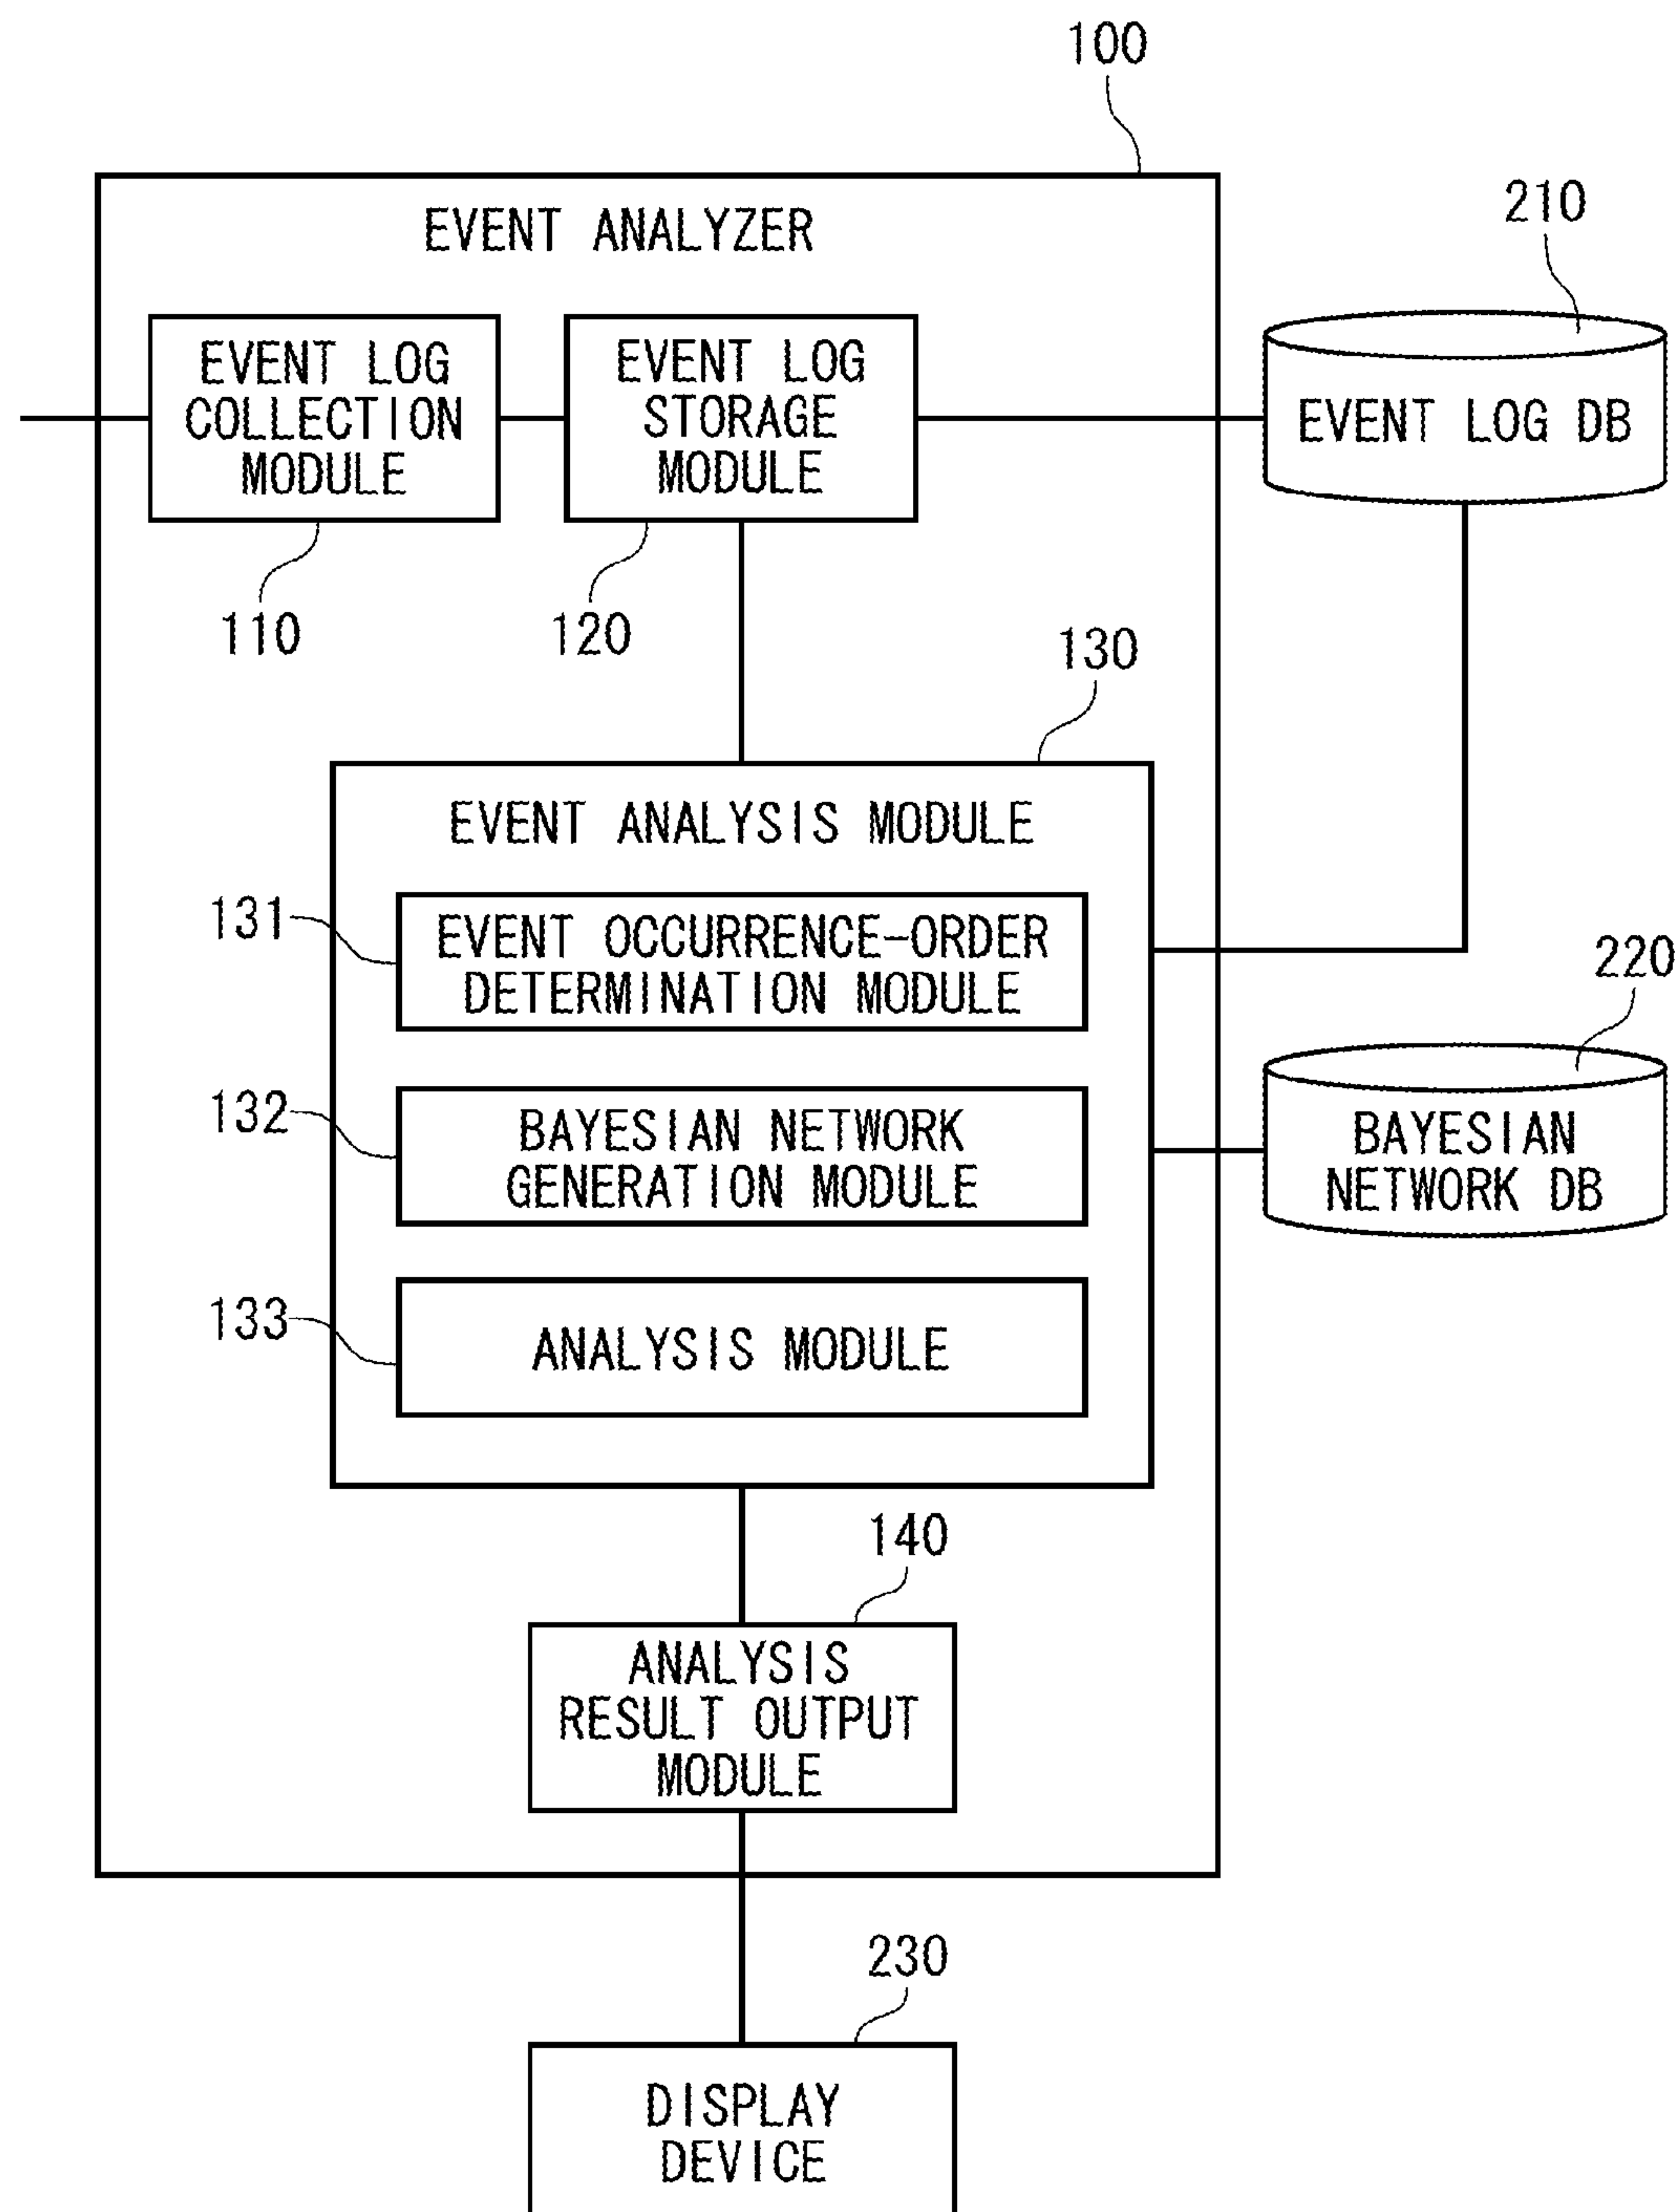 100
EVENT ANALYZER
210
EVENT LOG
COLLECTION
MODULE
EVENT LOG
STORAGE
MODULE
EVENT LOG DB
110
120
130
EVENT ANALYSIS MODULE
131
EVENT OCCURRENCE-ORDER
DETERMINATION MODULE
220
132
BAYESIAN NETWORK
GENERATION MODULE
BAYESIAN
NETWORK DB
133
ANALYSIS MODULE
140
ANALYSIS
RESULT OUTPUT
MODULE
230
DISPLAY
DEVICE